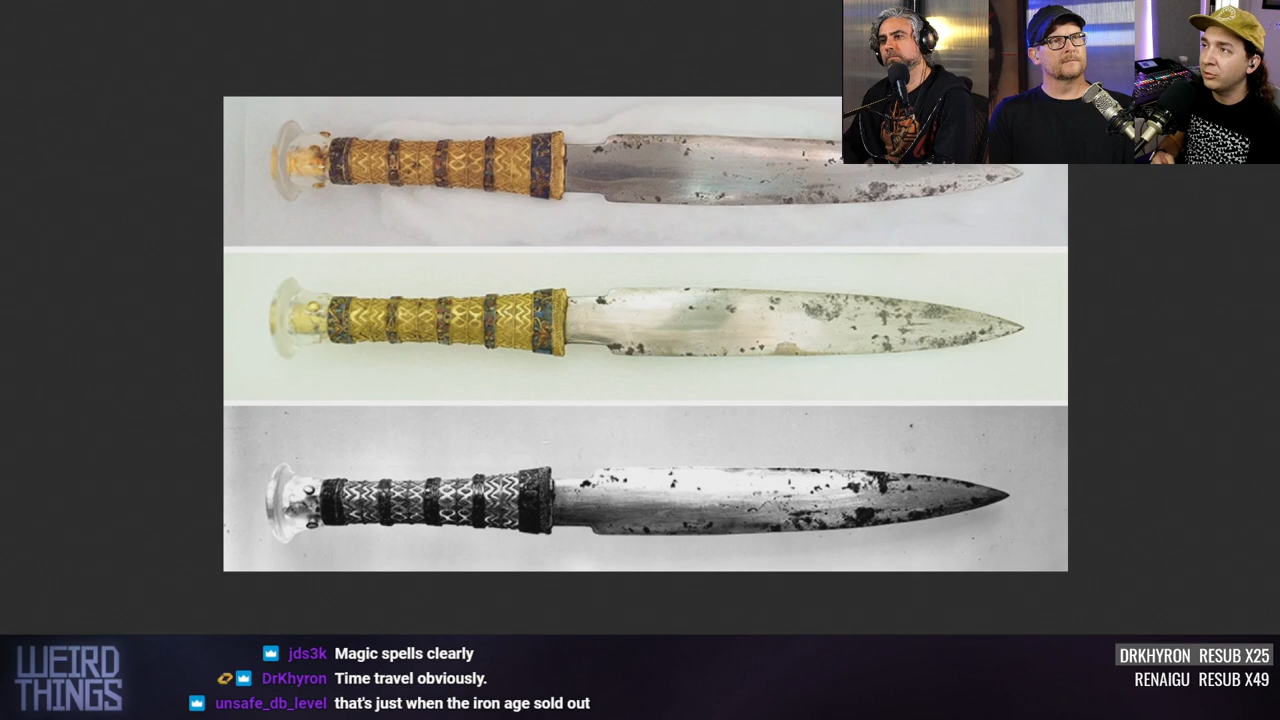 WEIRD
THINGS
jds3k Magic spells clearly
DrKhyron Time travel obviously.
unsafe_db_level that's just when the iron age sold out
DRKHYRON RESUB X25
RENAIGU RESUB X49